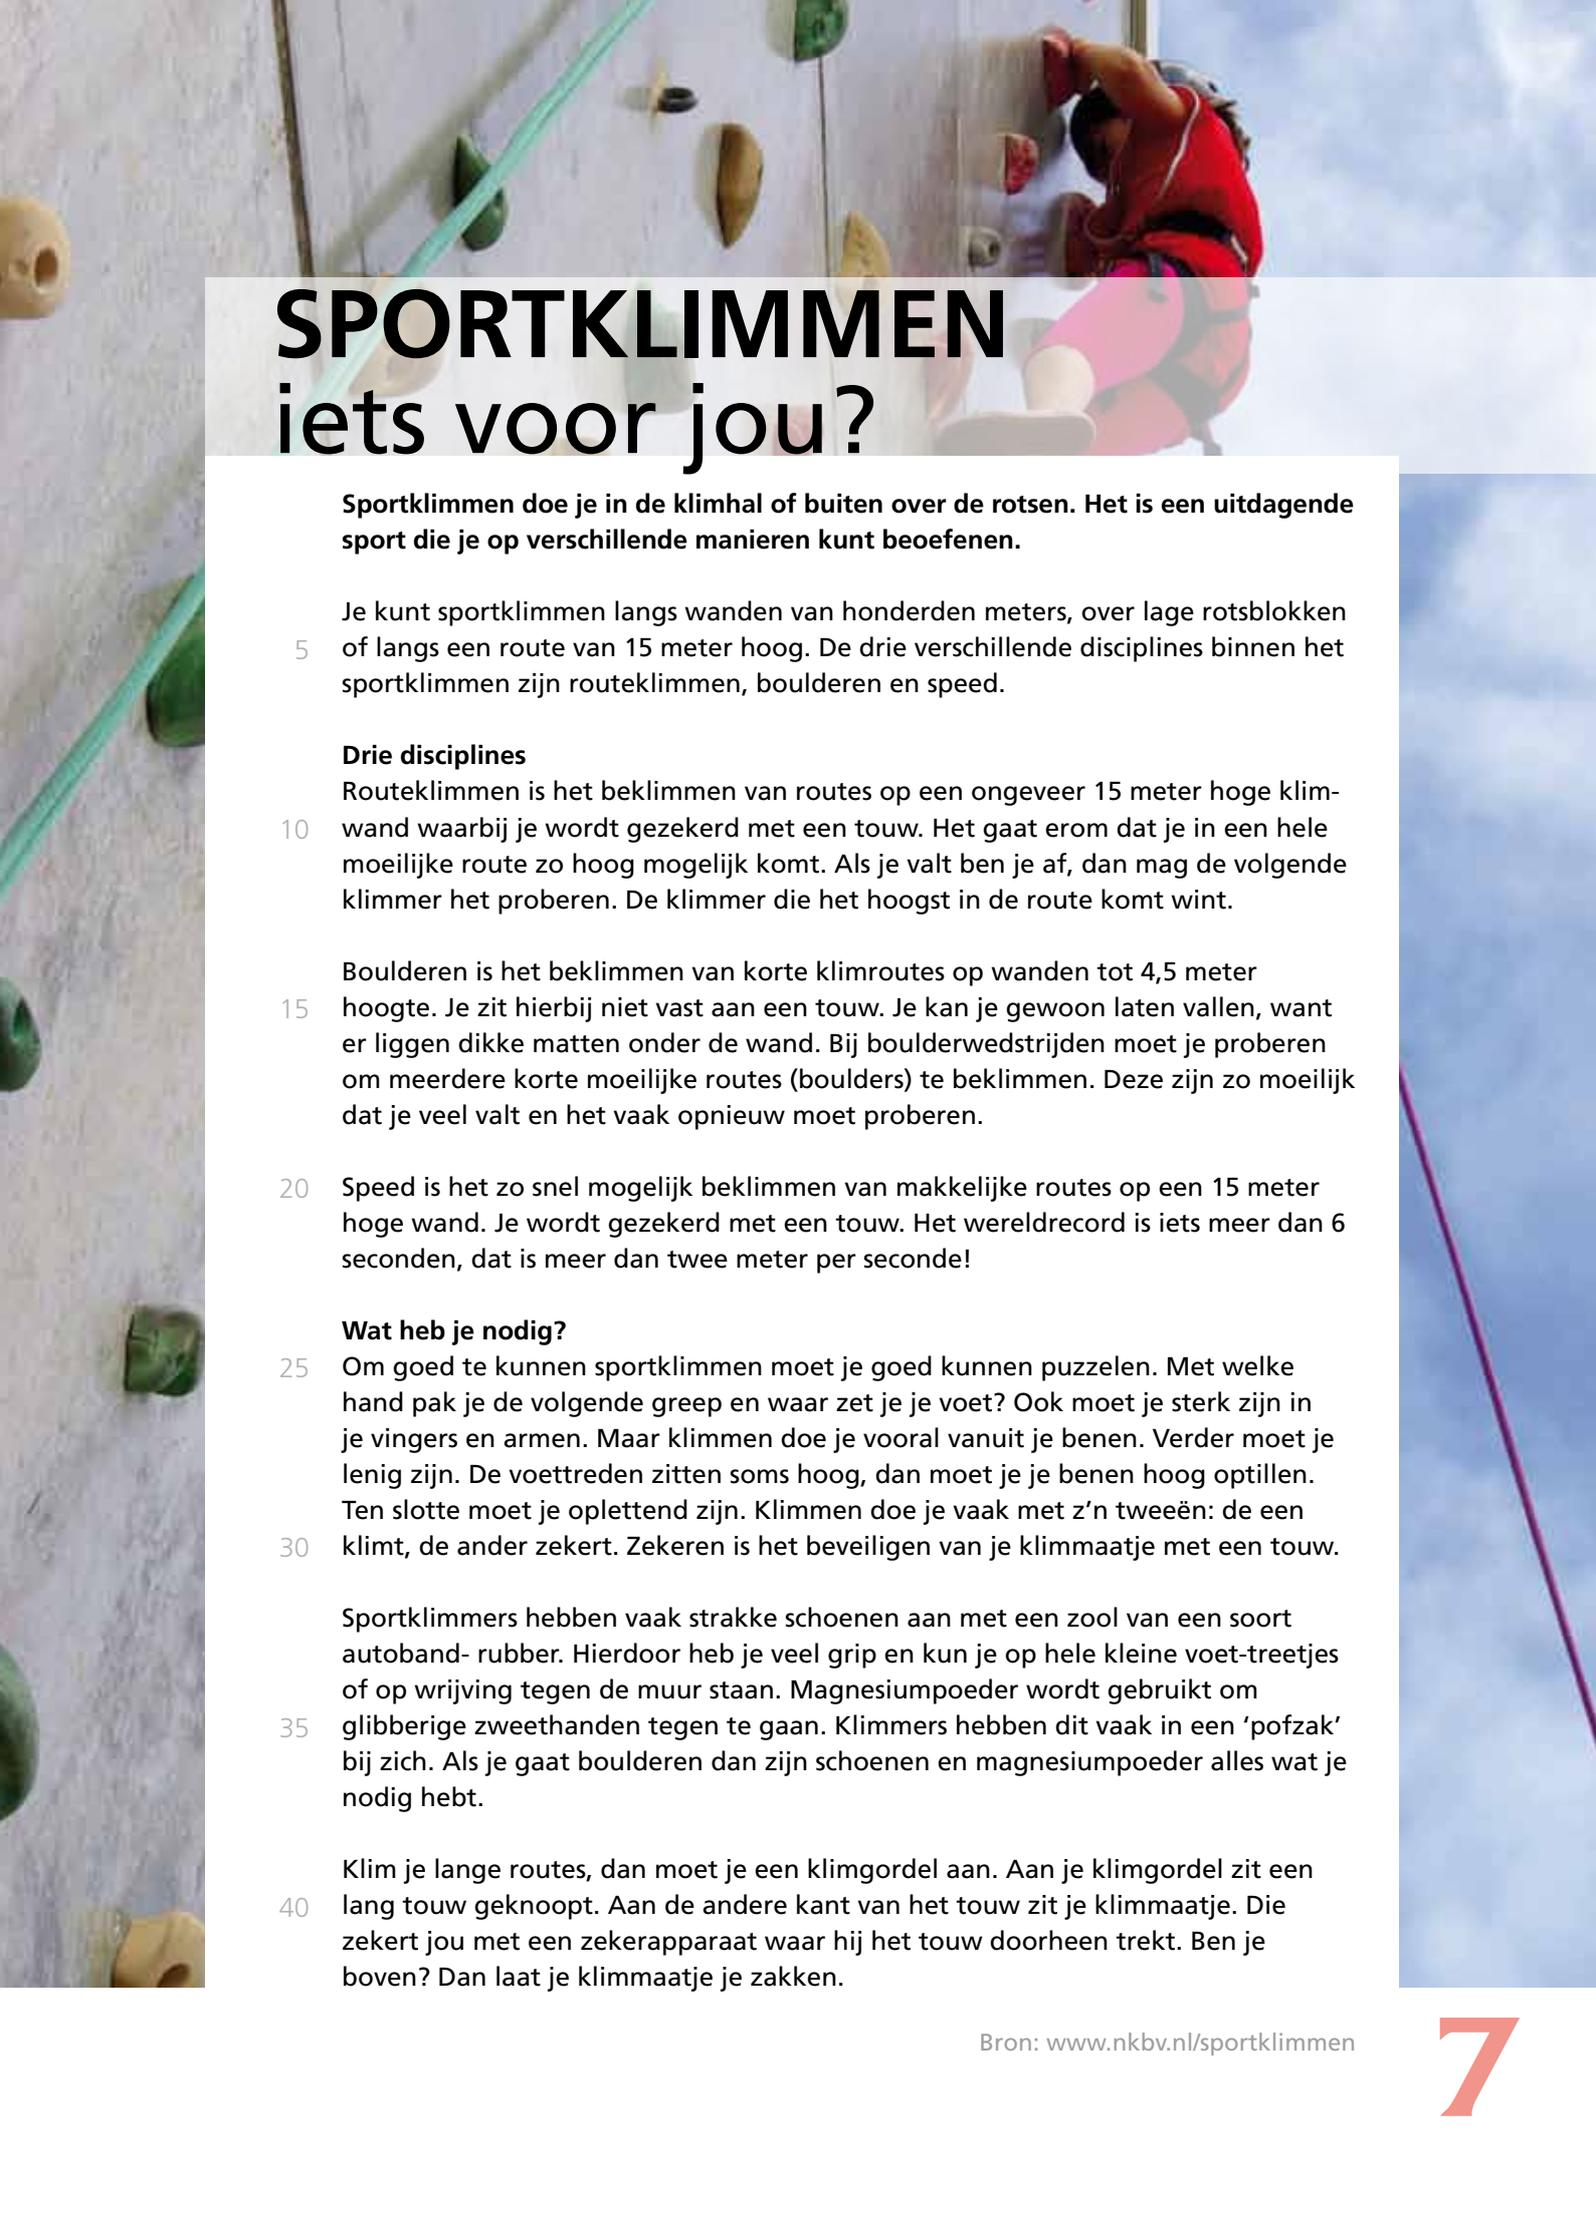 SPORTKLIMMEN
iets voor jou?
Sportklimmen doe je in de klimhal of buiten over de rotsen. Het is een uitdagende
sport die je op verschillende manieren kunt beoefenen.
Je kunt sportklimmen langs wanden van honderden meters, over lage rotsblokken
5 of langs een route van 15 meter hoog. De drie verschillende disciplines binnen het
sportklimmen zijn routeklimmen, boulderen en speed.
Drie disciplines
Routeklimmen is het beklimmen van routes op een ongeveer 15 meter hoge klim-
10 wand waarbij je wordt gezekerd met een touw. Het gaat erom dat je in een hele
moeilijke route zo hoog mogelijk komt. Als je valt ben je af, dan mag de volgende
klimmer het proberen. De klimmer die het hoogst in de route komt wint.
Boulderen is het beklimmen van korte klimroutes op wanden tot 4,5 meter
15 hoogte. Je zit hierbij niet vast aan een touw. Je kan je gewoon laten vallen, want
er liggen dikke matten onder de wand. Bij boulderwedstrijden moet je proberen
om meerdere korte moeilijke routes (boulders) te beklimmen. Deze zijn zo moeilijk
dat je veel valt en het vaak opnieuw moet proberen.
20 Speed is het zo snel mogelijk beklimmen van makkelijke routes op een 15 meter
hoge wand. Je wordt gezekerd met een touw. Het wereldrecord is iets meer dan 6
seconden, dat is meer dan twee meter per seconde!
Wat heb je nodig?
25 Om goed te kunnen sportklimmen moet je goed kunnen puzzelen. Met welke
hand pak je de volgende greep en waar zet je je voet? Ook moet je sterk zijn in
je vingers en armen. Maar klimmen doe je vooral vanuit je benen. Verder moet je
lenig zijn. De voettreden zitten soms hoog, dan moet je je benen hoog optillen.
Ten slotte moet je oplettend zijn. Klimmen doe je vaak met z’n tweeën: de een
30 klimt, de ander zekert. Zekeren is het beveiligen van je klimmaatje met een touw.
Sportklimmers hebben vaak strakke schoenen aan met een zool van een soort
autoband- rubber. Hierdoor heb je veel grip en kun je op hele kleine voet-treetjes
of op wrijving tegen de muur staan. Magnesiumpoeder wordt gebruikt om
35 glibberige zweethanden tegen te gaan. Klimmers hebben dit vaak in een ‘pofzak’
bij zich. Als je gaat boulderen dan zijn schoenen en magnesiumpoeder alles wat je
nodig hebt.
Klim je lange routes, dan moet je een klimgordel aan. Aan je klimgordel zit een
40 lang touw geknoopt. Aan de andere kant van het touw zit je klimmaatje. Die
zekert jou met een zekerapparaat waar hij het touw doorheen trekt. Ben je
boven? Dan laat je klimmaatje je zakken.
Bron: www.nkbv.nl/sportklimmen
7